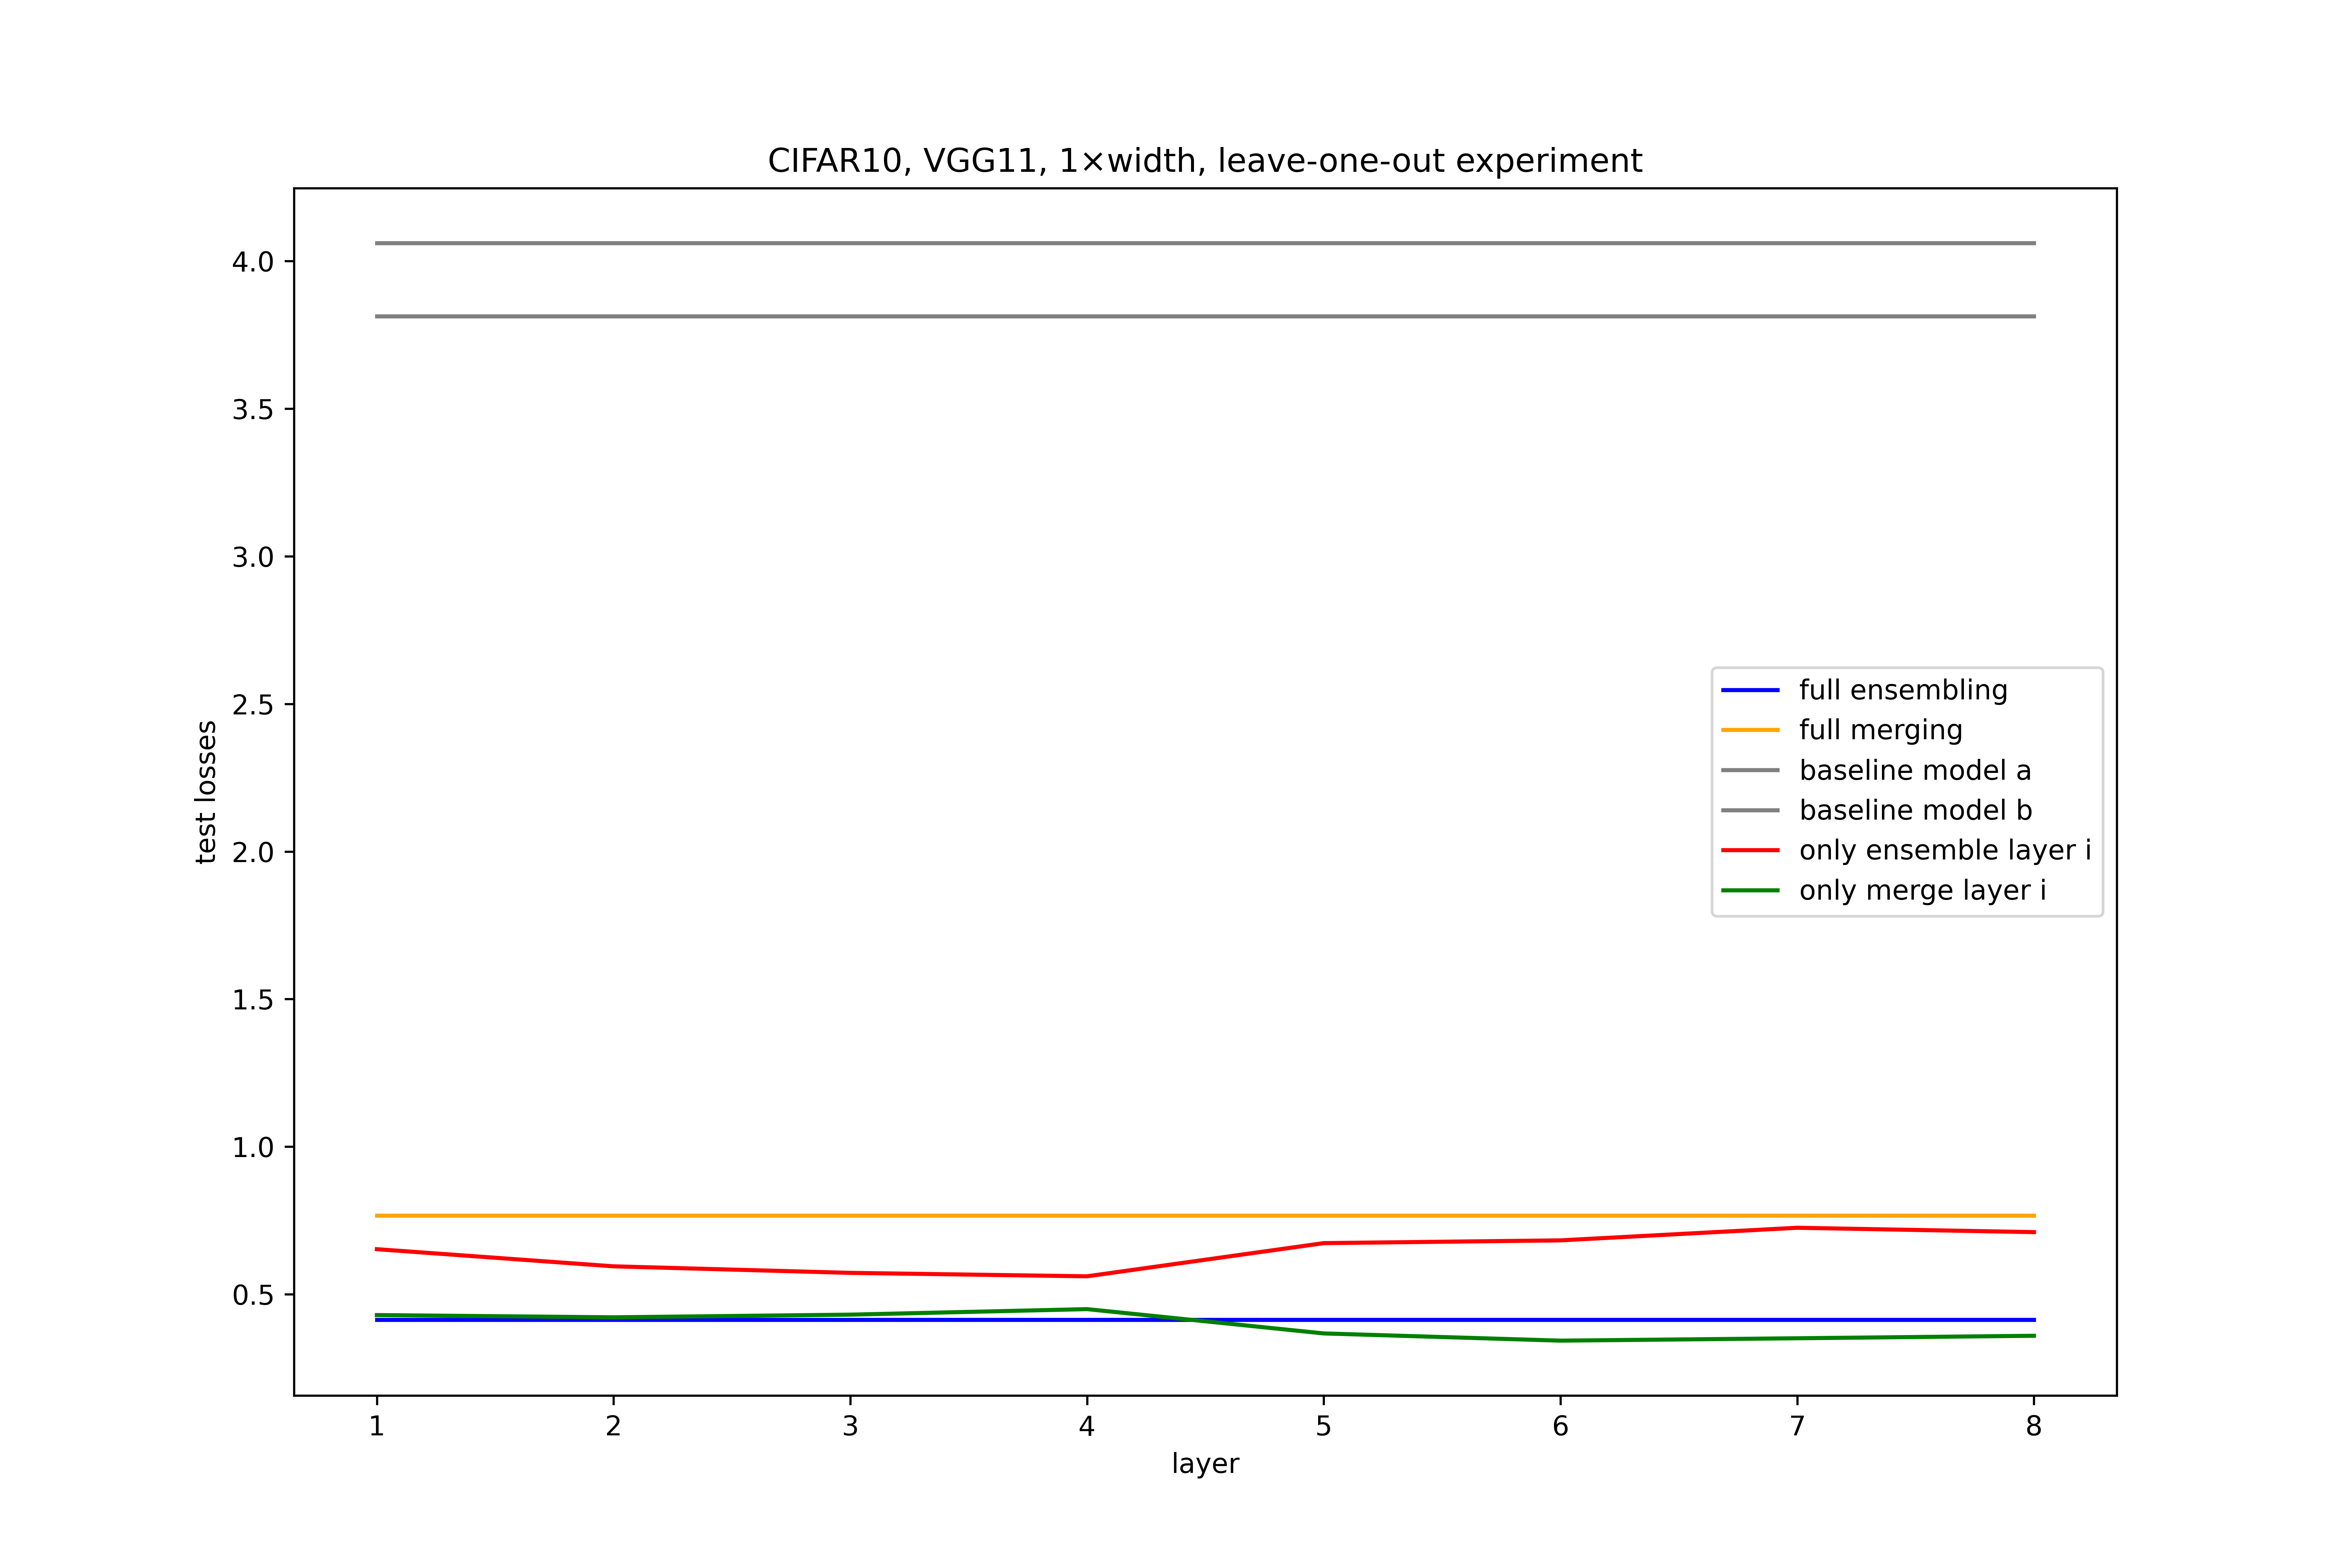 CIFAR10, VGG11, 1×width, leave-one-out experiment
4.0
3.5
3.0
2.5
2.0
1.5
1.0
0.5
test losses
full ensembling
full merging
baseline model a
baseline model b
only ensemble layer i
only merge layer i
1 2 3 4 5 6 7 8
layer